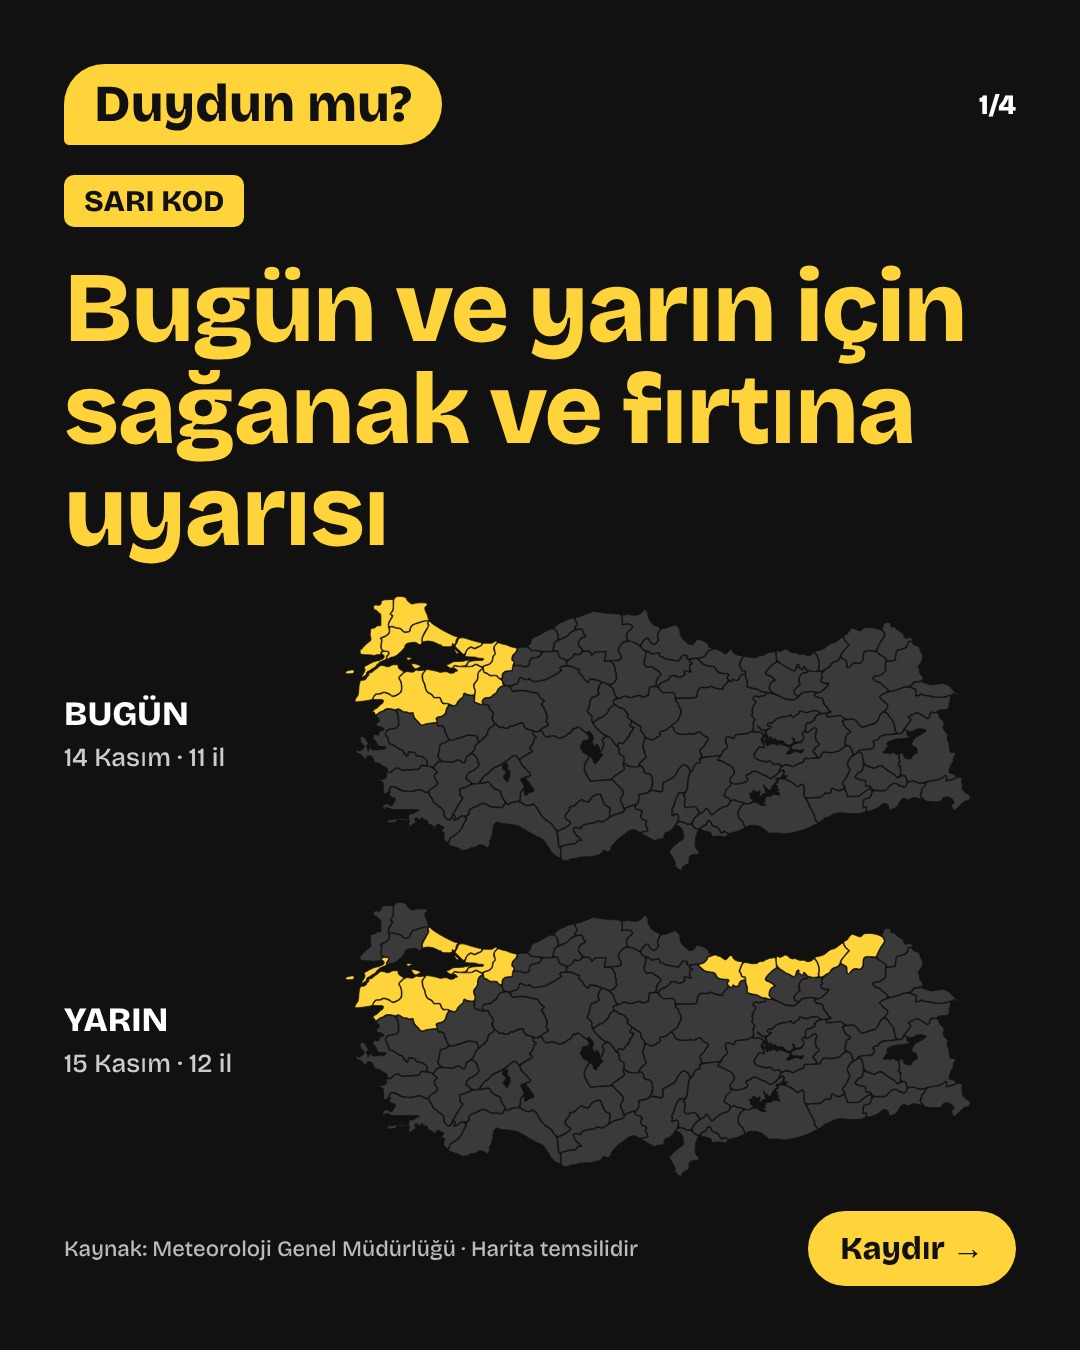 Duydun mu?
1/4
SARI KOD
Bugün ve yarın için
sağanak ve fırtına
uyarısı
BUGÜN
14 Kasım · 11 il
YARIN
15 Kasım · 12 il
Kaynak: Meteoroloji Genel Müdürlüğü · Harita temsilidir
Kaydır →